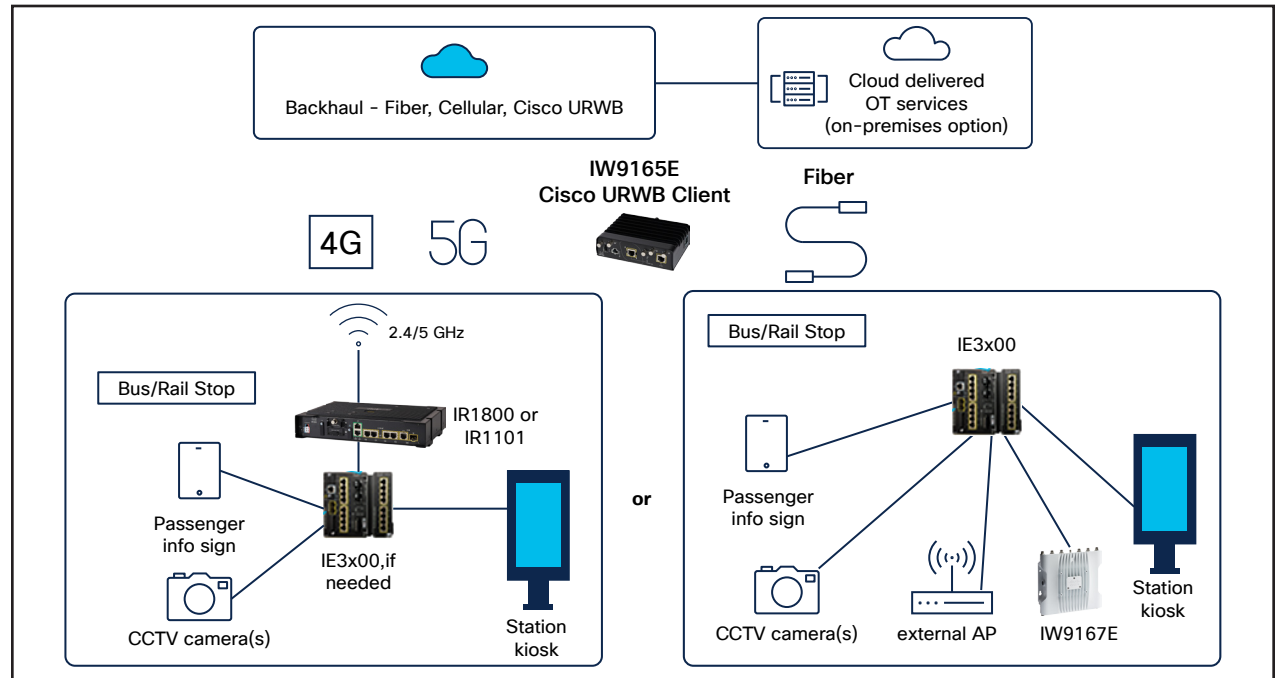 Backhaul - Fiber, Cellular, Cisco URWB
Cloud delivered
OT services
(on-premises option)
IW9165E
Cisco URWB Client
Fiber
4G
5G
2.4/5 GHz
Bus/Rail Stop
IR1800 or
IR1101
Passenger
info sign
IE3x00,if
needed
CCTV camera(s)
Station
kiosk
or
Bus/Rail Stop
IE3x00
Passenger
info sign
CCTV camera(s)
external AP
IW9167E
Station
kiosk